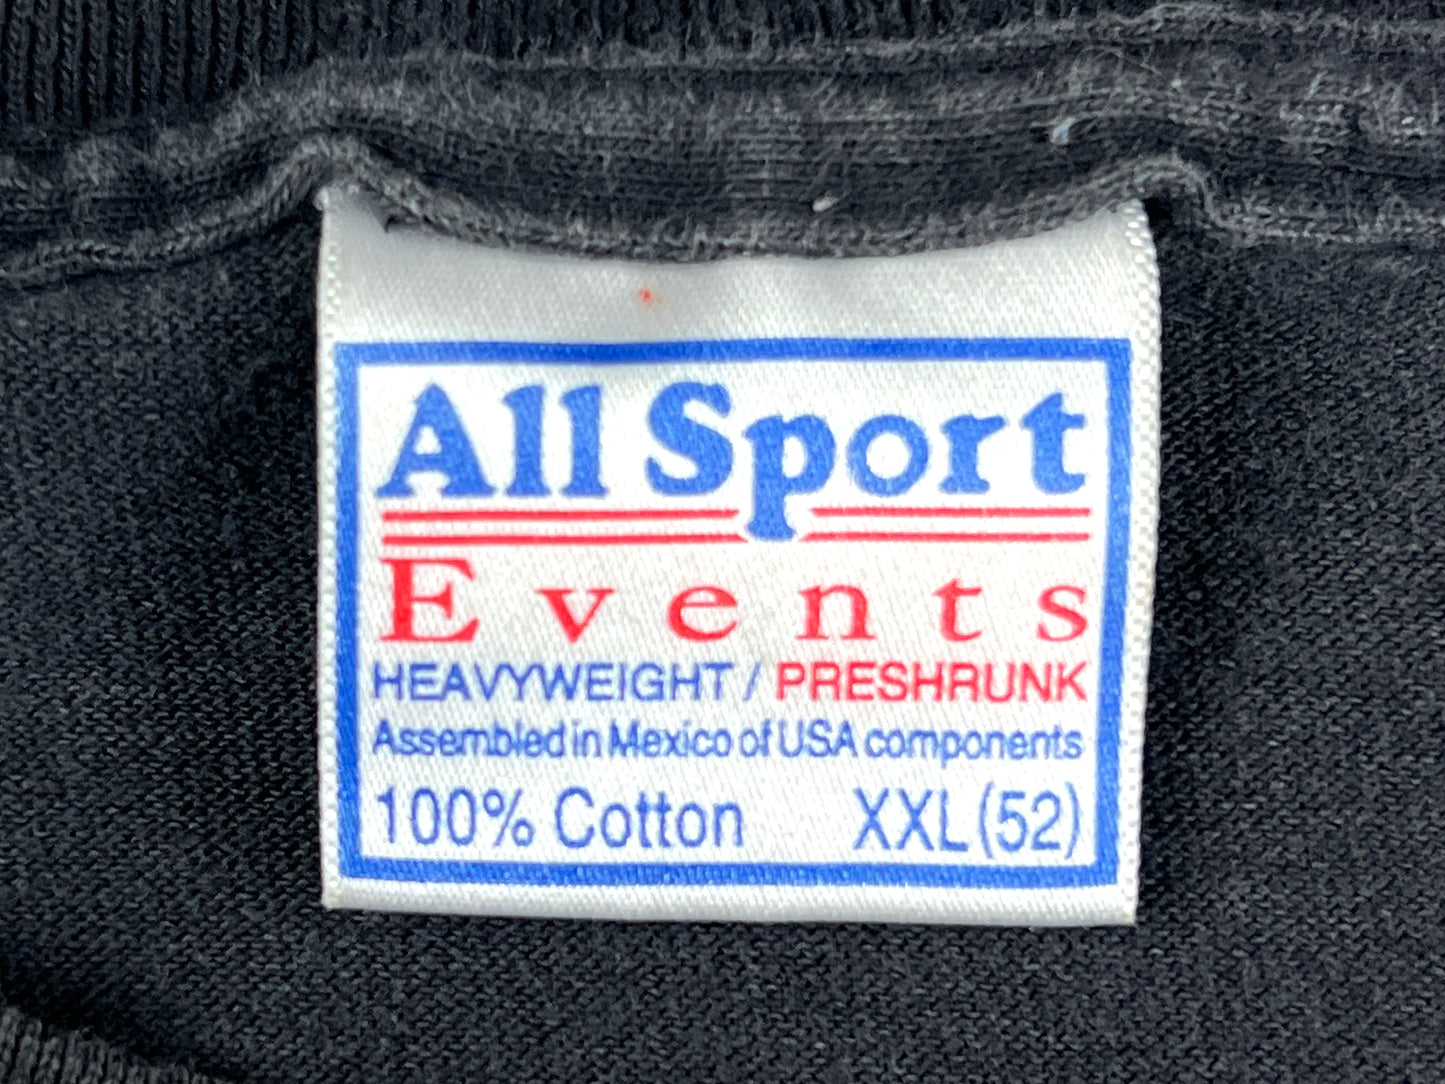 All Sport
Events
HEAVYWEIGHT / PRESHRUNK
Assembled in Mexico of USA components
100% Cotton XXL (52)